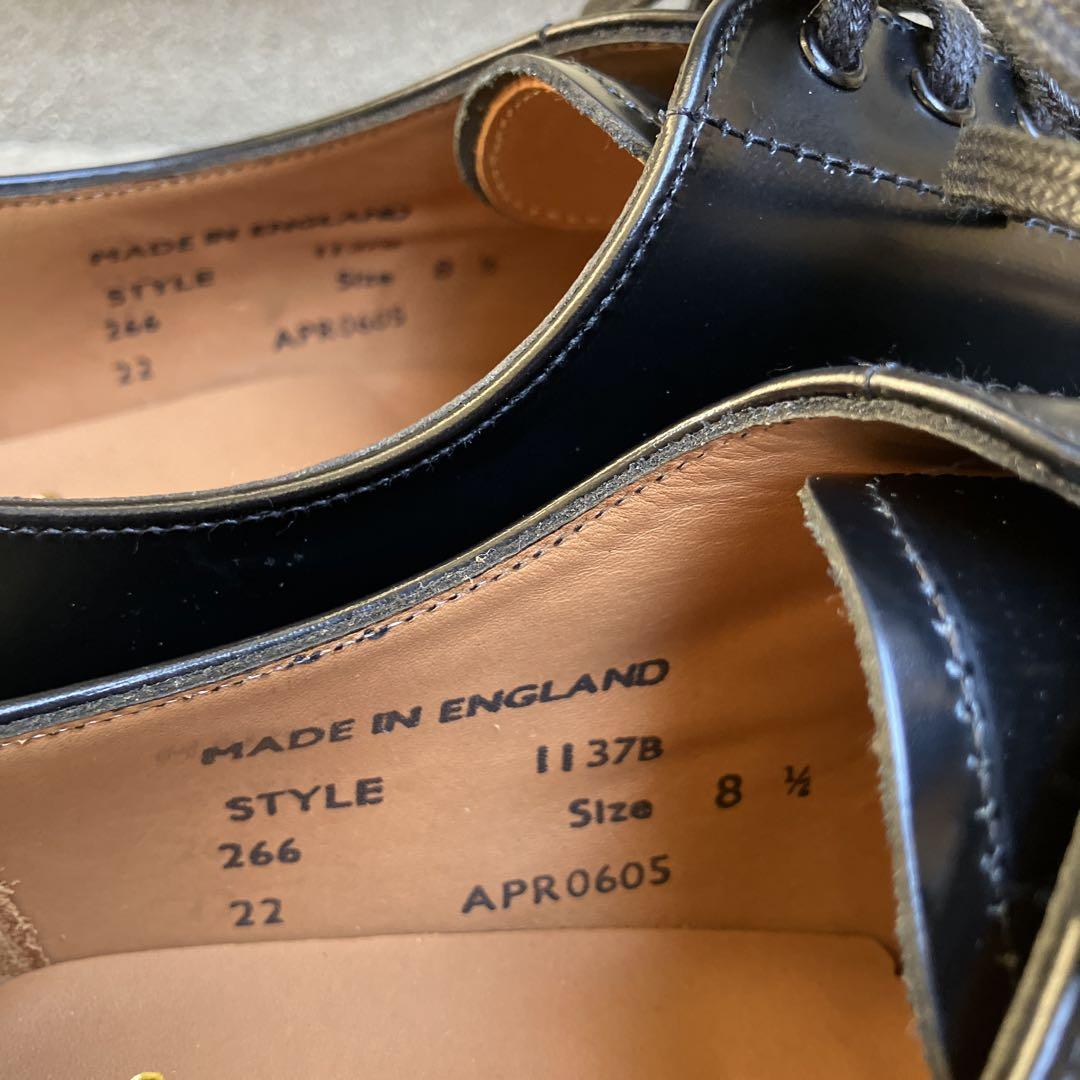 MADE IN ENGLAND
STYLE
Size 8
266
APR0605
22
MADE IN ENGLAND
STYLE 1137B
266 Size 8 ½
22 APR0605